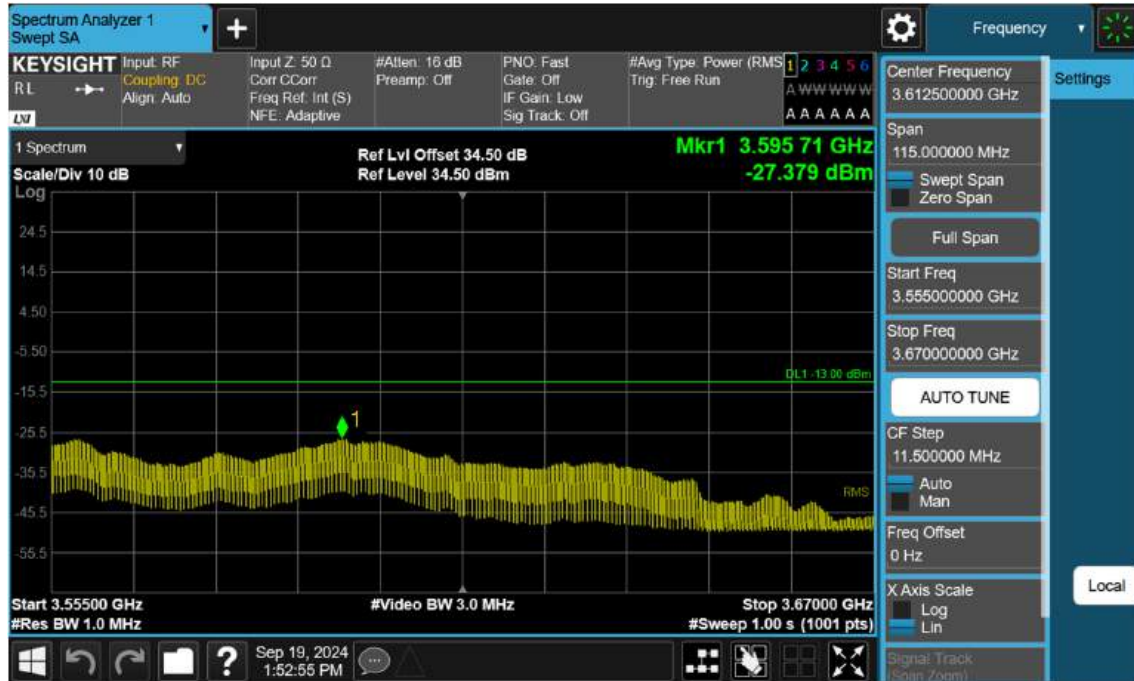 Spectrum Analyzer 1
Swept SA
+
Frequency
KEYSIGHT
RL
LXI
Input: RF
Coupling: DC
Align: Auto
Input Z: 50 Ω
Corr CCorr
Freq Ref: Int (S)
NFE: Adaptive
#Atten: 16 dB
Preamp: Off
PNO: Fast
Gate: Off
IF Gain: Low
Sig Track: Off
#Avg Type: Power (RMS
Trig: Free Run
1 2 3 4 5 6
A W W W W W
A A A A A A
1 Spectrum
Scale/Div 10 dB
Log
Ref Lvl Offset 34.50 dB
Ref Level 34.50 dBm
Mkr1 3.595 71 GHz
-27.379 dBm
24.5
14.5
4.50
-5.50
-15.5
-25.5
-35.5
-45.5
-55.5
DL1 -13.00 dBm
1
RMS
Start 3.55500 GHz
#Res BW 1.0 MHz
#Video BW 3.0 MHz
Stop 3.67000 GHz
#Sweep 1.00 s (1001 pts)
Center Frequency
3.612500000 GHz
Span
115.000000 MHz
Swept Span
Zero Span
Full Span
Start Freq
3.555000000 GHz
Stop Freq
3.670000000 GHz
AUTO TUNE
CF Step
11.500000 MHz
Auto
Man
Freq Offset
0 Hz
X Axis Scale
Log
Lin
Signal Track
(Span Zoom)
Settings
Local
?
Sep 19, 2024
1:52:55 PM